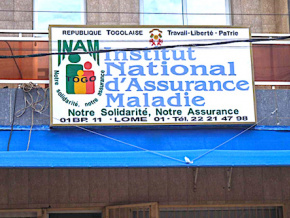 REPUBLIQUE TOGOLAISE Travail-Liberté-PaTrie
INAM
TOGO
Notre solidarité, notre assurance
Institut
National
d'Assurance
Maladie
Notre Solidarité, Notre Assurance
01 BP. 11 - LOME 01 - Tél. 22 21 47 98